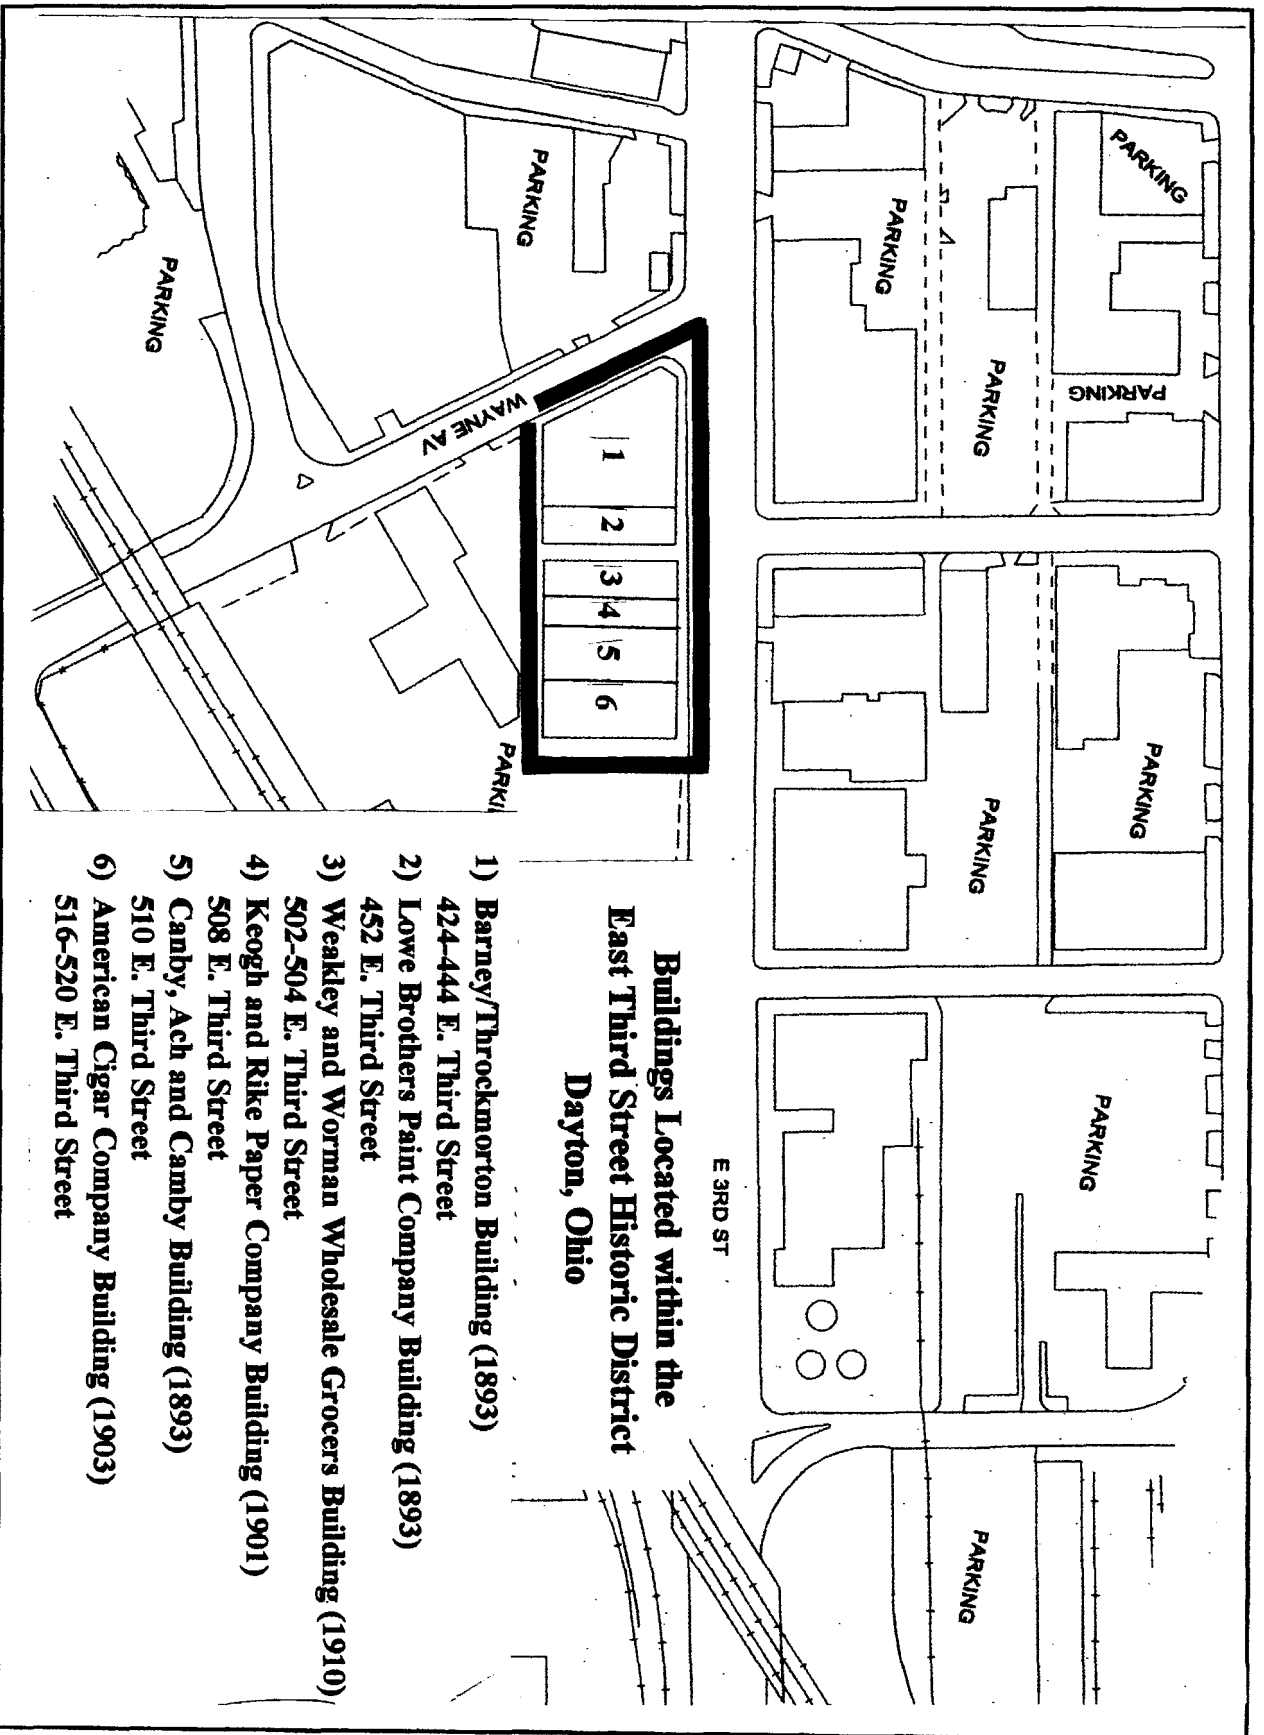 PARKING
PARKING
PARKING
PARKING
PARKING
PARKING
PARKING
PARKING
PARKING
PARKING
E 3RD ST
WAYNE AV
PARKING
PARKING
PARKI
1
2
3
4
5
6
Buildings Located within the
East Third Street Historic District
Dayton, Ohio
1) Barney/Throckmorton Building (1893)
424-444 E. Third Street
2) Lowe Brothers Paint Company Building (1893)
452 E. Third Street
3) Weakley and Worman Wholesale Grocers Building (1910)
502-504 E. Third Street
4) Keogh and Rike Paper Company Building (1901)
508 E. Third Street
5) Canby, Ach and Camby Building (1893)
510 E. Third Street
6) American Cigar Company Building (1903)
516-520 E. Third Street